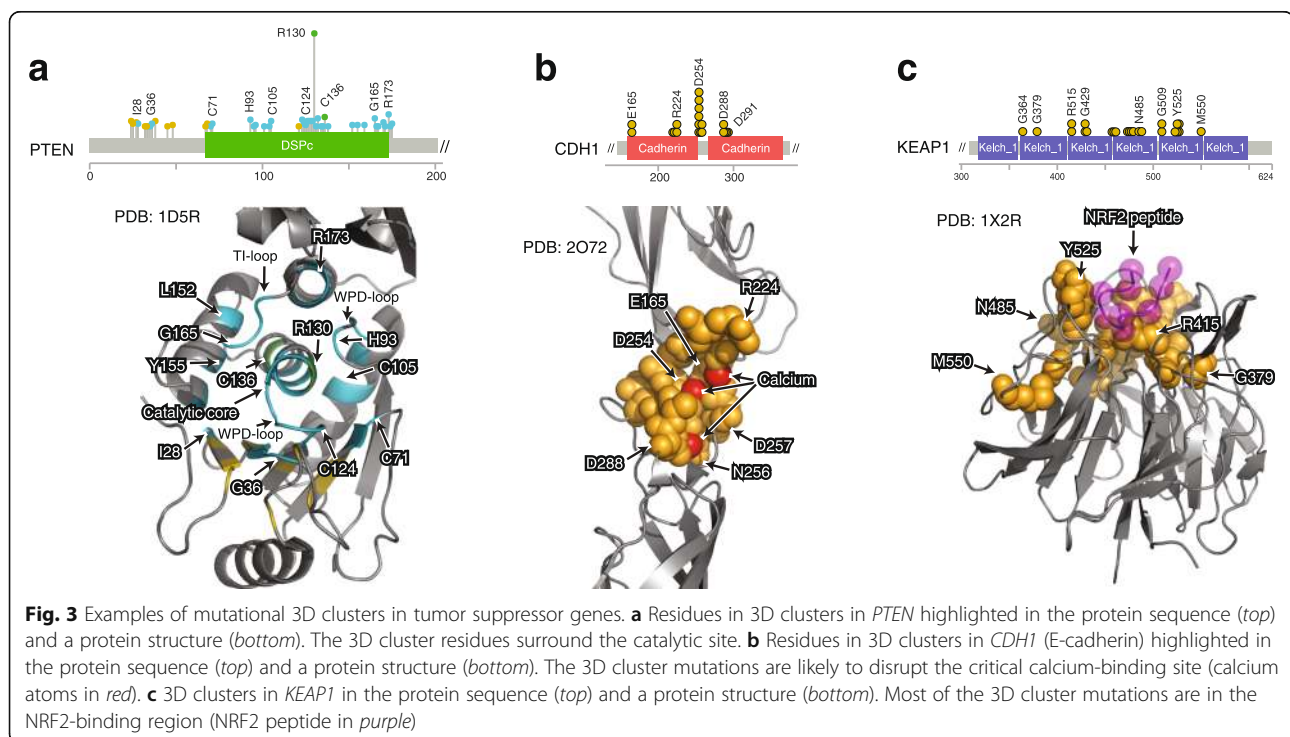 a
R130
I28
G36
C71
H93
C105
C124
C136
G165
R173
PTEN
DSPc
//
0
100
200
PDB: 1D5R
R173
TI-loop
WPD-loop
L152
R130
G165
H93
Y155
C136
C105
Catalytic core
WPD-loop
I28
C124
C71
G36
b
E165
R224
D254
D288
D291
CDH1
//
Cadherin
Cadherin
//
200
300
PDB: 2O72
R224
E165
D254
Calcium
D257
D288
N256
c
G364
G379
R515
G429
N485
G509
Y525
M550
KEAP1
//
Kelch_1
Kelch_1
Kelch_1
Kelch_1
Kelch_1
Kelch_1
300
400
500
624
PDB: 1X2R
NRF2 peptide
Y525
N485
R415
M550
G379
Fig. 3 Examples of mutational 3D clusters in tumor suppressor genes. a Residues in 3D clusters in PTEN highlighted in the protein sequence (top)
and a protein structure (bottom). The 3D cluster residues surround the catalytic site. b Residues in 3D clusters in CDH1 (E-cadherin) highlighted in
the protein sequence (top) and a protein structure (bottom). The 3D cluster mutations are likely to disrupt the critical calcium-binding site (calcium
atoms in red). c 3D clusters in KEAP1 in the protein sequence (top) and a protein structure (bottom). Most of the 3D cluster mutations are in the
NRF2-binding region (NRF2 peptide in purple)